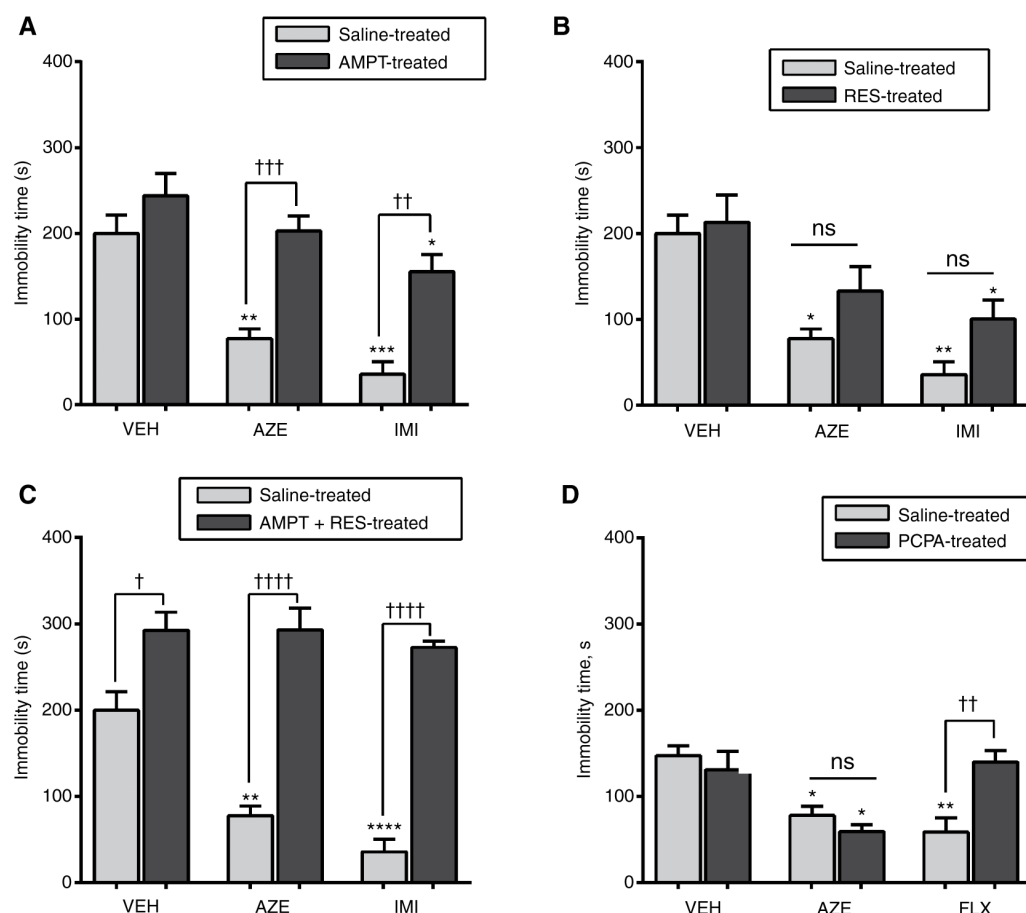 A
Saline-treated
AMPT-treated
Immobility time (s)
400
300
200
100
0
†††
††
**
***
*
VEH AZE IMI
B
Saline-treated
RES-treated
Immobility time (s)
400
300
200
100
0
ns
ns
*
**
*
VEH AZE IMI
C
Saline-treated
AMPT + RES-treated
Immobility time (s)
400
300
200
100
0
†
††††
††††
**
****
VEH AZE IMI
D
Saline-treated
PCPA-treated
Immobility time, s
400
300
200
100
0
ns
††
*
*
**
VEH AZE FLX